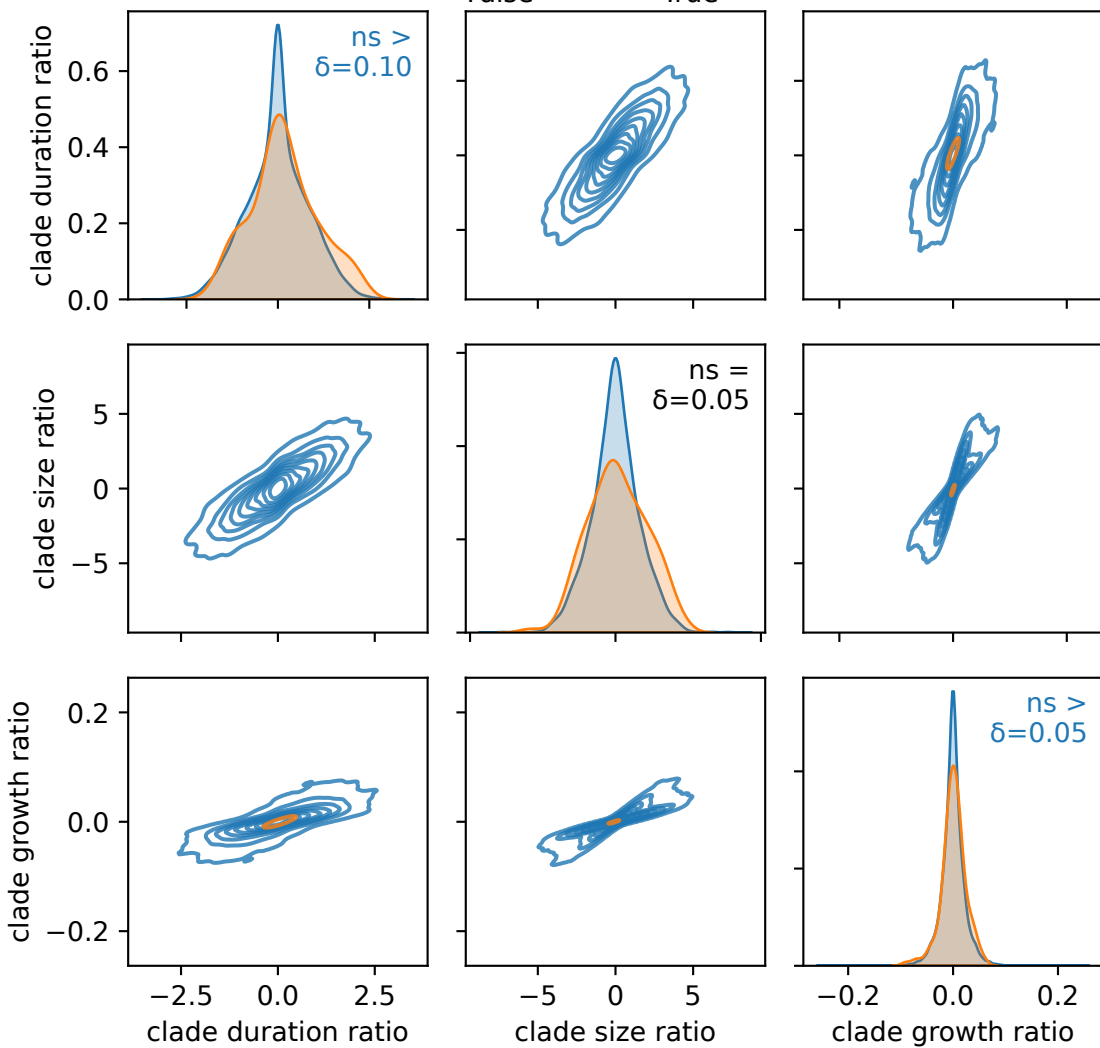 clade duration ratio
0.6
0.4
0.2
0.0
ns >
δ=0.10
clade size ratio
5
0
−5
ns =
δ=0.05
clade growth ratio
0.2
0.0
−0.2
ns >
δ=0.05
−2.5 0.0 2.5
−5 0 5
−0.2 0.0 0.2
clade duration ratio
clade size ratio
clade growth ratio